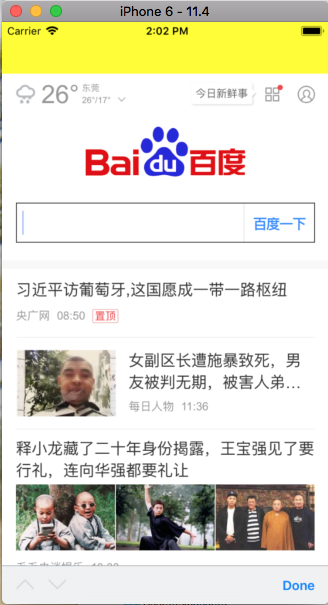 iPhone 6 - 11.4
Carrier 2:02 PM
26° 东莞 26°/17° 今日新鲜事
Bai du 百度
百度一下
习近平访葡萄牙,这国愿成一带一路枢纽
央广网 08:50 置顶
女副区长遭施暴致死，男
友被判无期，被害人弟...
每日人物 11:36
释小龙藏了二十年身份揭露，王宝强见了要
行礼，连向华强都要礼让
Done